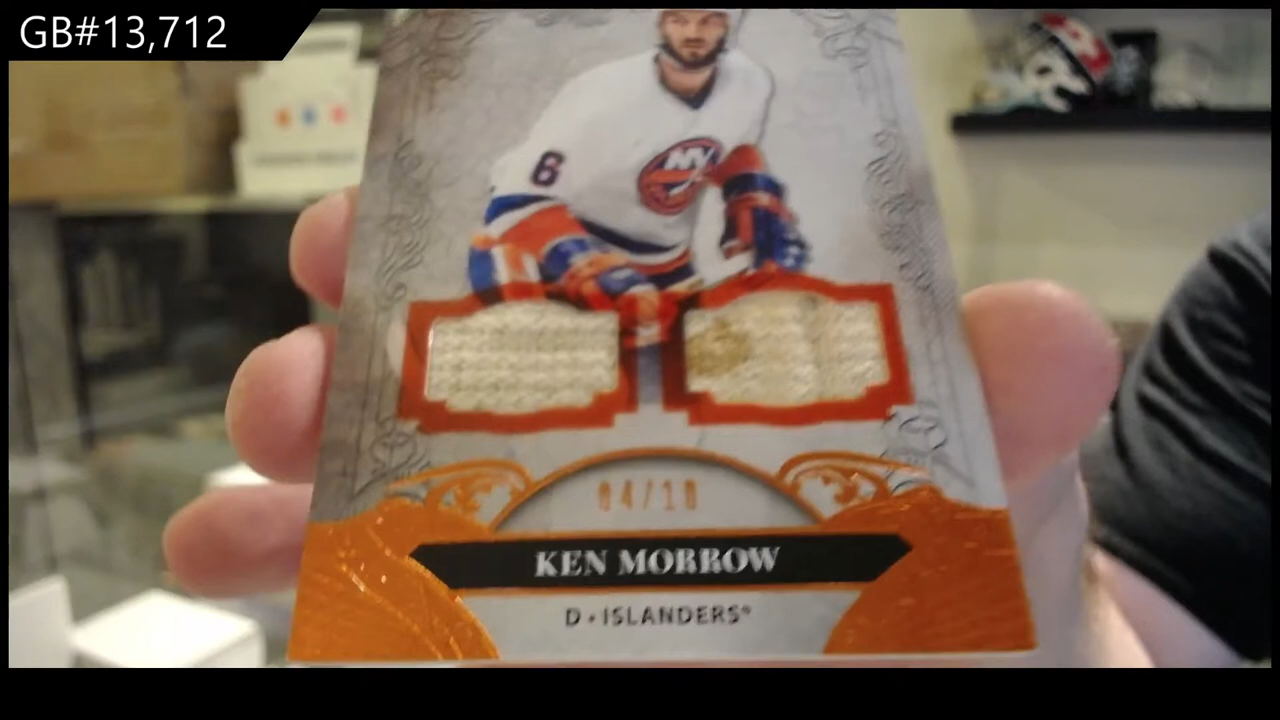 GB#13,712
6
NY
04/10
KEN MORROW
D • ISLANDERS®